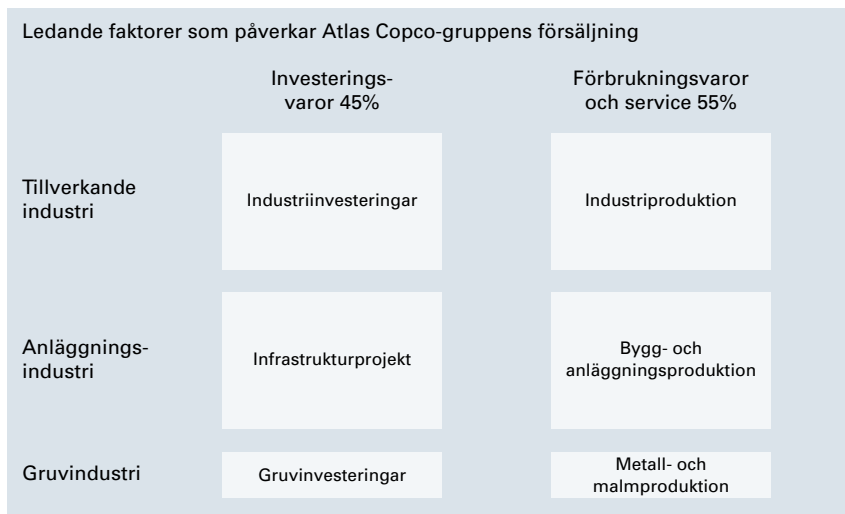 Ledande faktorer som påverkar Atlas Copco-gruppens försäljning
Investerings-
varor 45%
Förbrukningsvaror
och service 55%
Tillverkande
industri
Industriinvesteringar
Industriproduktion
Anläggnings-
industri
Infrastrukturprojekt
Bygg- och
anläggningsproduktion
Gruvindustri
Gruvinvesteringar
Metall- och
malmproduktion